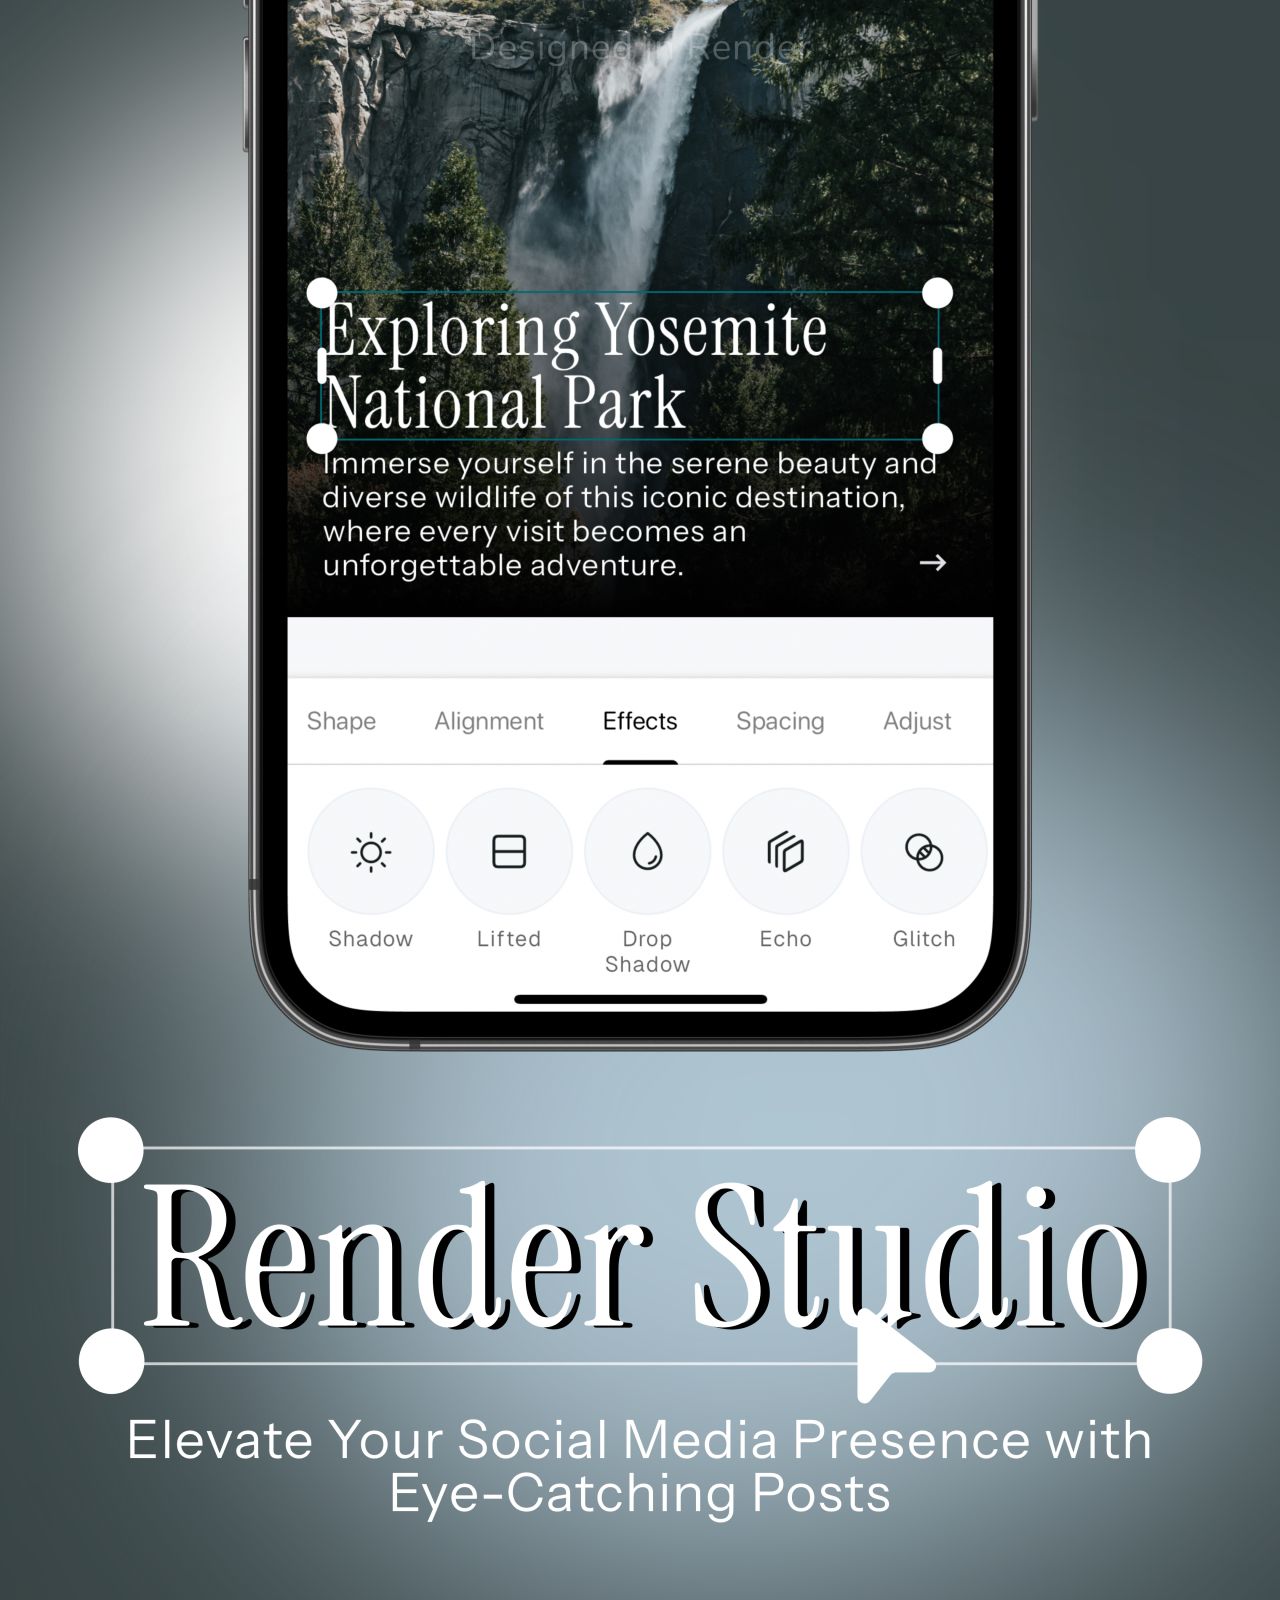 Designed in Render
Exploring Yosemite
National Park
Immerse yourself in the serene beauty and
diverse wildlife of this iconic destination,
where every visit becomes an
unforgettable adventure.
→
Shape Alignment Effects Spacing Adjust
Shadow Lifted Drop Shadow Echo Glitch
Render Studio
Elevate Your Social Media Presence with
Eye-Catching Posts